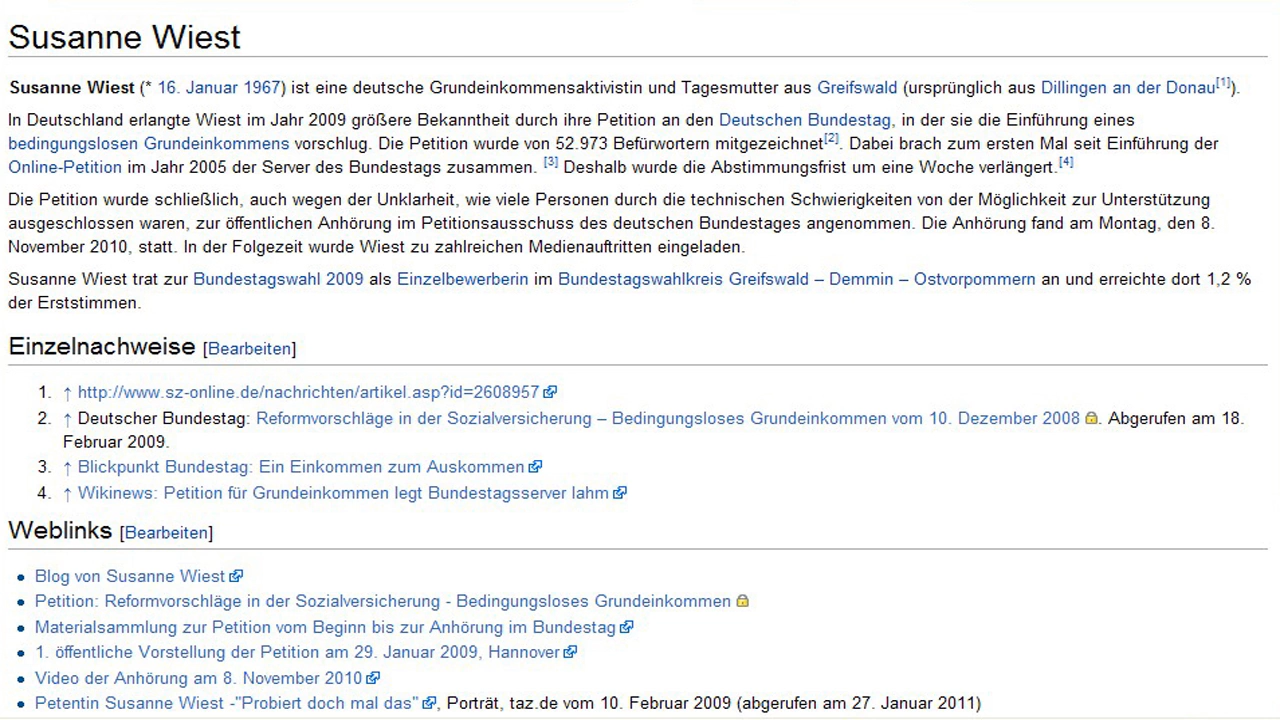 Susanne Wiest
Susanne Wiest (* 16. Januar 1967) ist eine deutsche Grundeinkommensaktivistin und Tagesmutter aus Greifswald (ursprünglich aus Dillingen an der Donau[1]).
In Deutschland erlangte Wiest im Jahr 2009 größere Bekanntheit durch ihre Petition an den Deutschen Bundestag, in der sie die Einführung eines
bedingungslosen Grundeinkommens vorschlug. Die Petition wurde von 52.973 Befürwortern mitgezeichnet[2]. Dabei brach zum ersten Mal seit Einführung der
Online-Petition im Jahr 2005 der Server des Bundestags zusammen. [3] Deshalb wurde die Abstimmungsfrist um eine Woche verlängert.[4]
Die Petition wurde schließlich, auch wegen der Unklarheit, wie viele Personen durch die technischen Schwierigkeiten von der Möglichkeit zur Unterstützung
ausgeschlossen waren, zur öffentlichen Anhörung im Petitionsausschuss des deutschen Bundestages angenommen. Die Anhörung fand am Montag, den 8.
November 2010, statt. In der Folgezeit wurde Wiest zu zahlreichen Medienauftritten eingeladen.
Susanne Wiest trat zur Bundestagswahl 2009 als Einzelbewerberin im Bundestagswahlkreis Greifswald – Demmin – Ostvorpommern an und erreichte dort 1,2 %
der Erststimmen.
Einzelnachweise [Bearbeiten]
1. ↑ http://www.sz-online.de/nachrichten/artikel.asp?id=2608957
2. ↑ Deutscher Bundestag: Reformvorschläge in der Sozialversicherung – Bedingungsloses Grundeinkommen vom 10. Dezember 2008. Abgerufen am 18.
Februar 2009.
3. ↑ Blickpunkt Bundestag: Ein Einkommen zum Auskommen
4. ↑ Wikinews: Petition für Grundeinkommen legt Bundestagsserver lahm
Weblinks [Bearbeiten]
• Blog von Susanne Wiest
• Petition: Reformvorschläge in der Sozialversicherung - Bedingungsloses Grundeinkommen
• Materialsammlung zur Petition vom Beginn bis zur Anhörung im Bundestag
• 1. öffentliche Vorstellung der Petition am 29. Januar 2009, Hannover
• Video der Anhörung am 8. November 2010
• Petentin Susanne Wiest -"Probiert doch mal das", Porträt, taz.de vom 10. Februar 2009 (abgerufen am 27. Januar 2011)